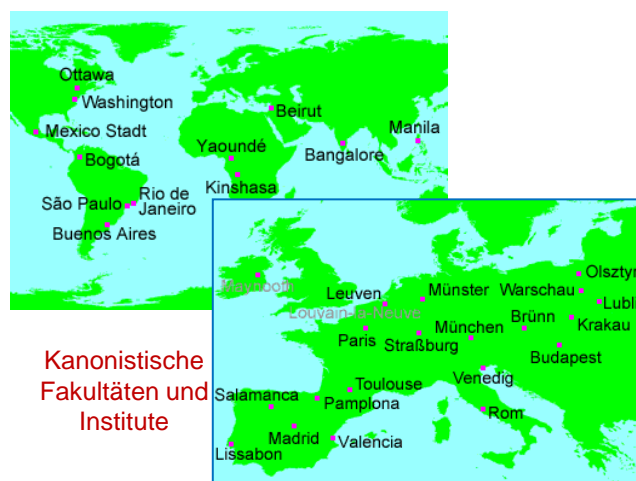 Ottawa
Washington
Mexico Stadt
Bogotá
São Paulo
Rio de
Janeiro
Buenos Aires
Beirut
Yaoundé
Kinshasa
Bangalore
Manila
Maynooth
Leuven
Louvain-la-Neuve
Münster
Paris
Straßburg
München
Olsztyn
Warschau
Lubli
Brünn
Krakau
Budapest
Venedig
Toulouse
Salamanca
Pamplona
Rom
Madrid
Valencia
Lissabon
Kanonistische
Fakultäten und
Institute